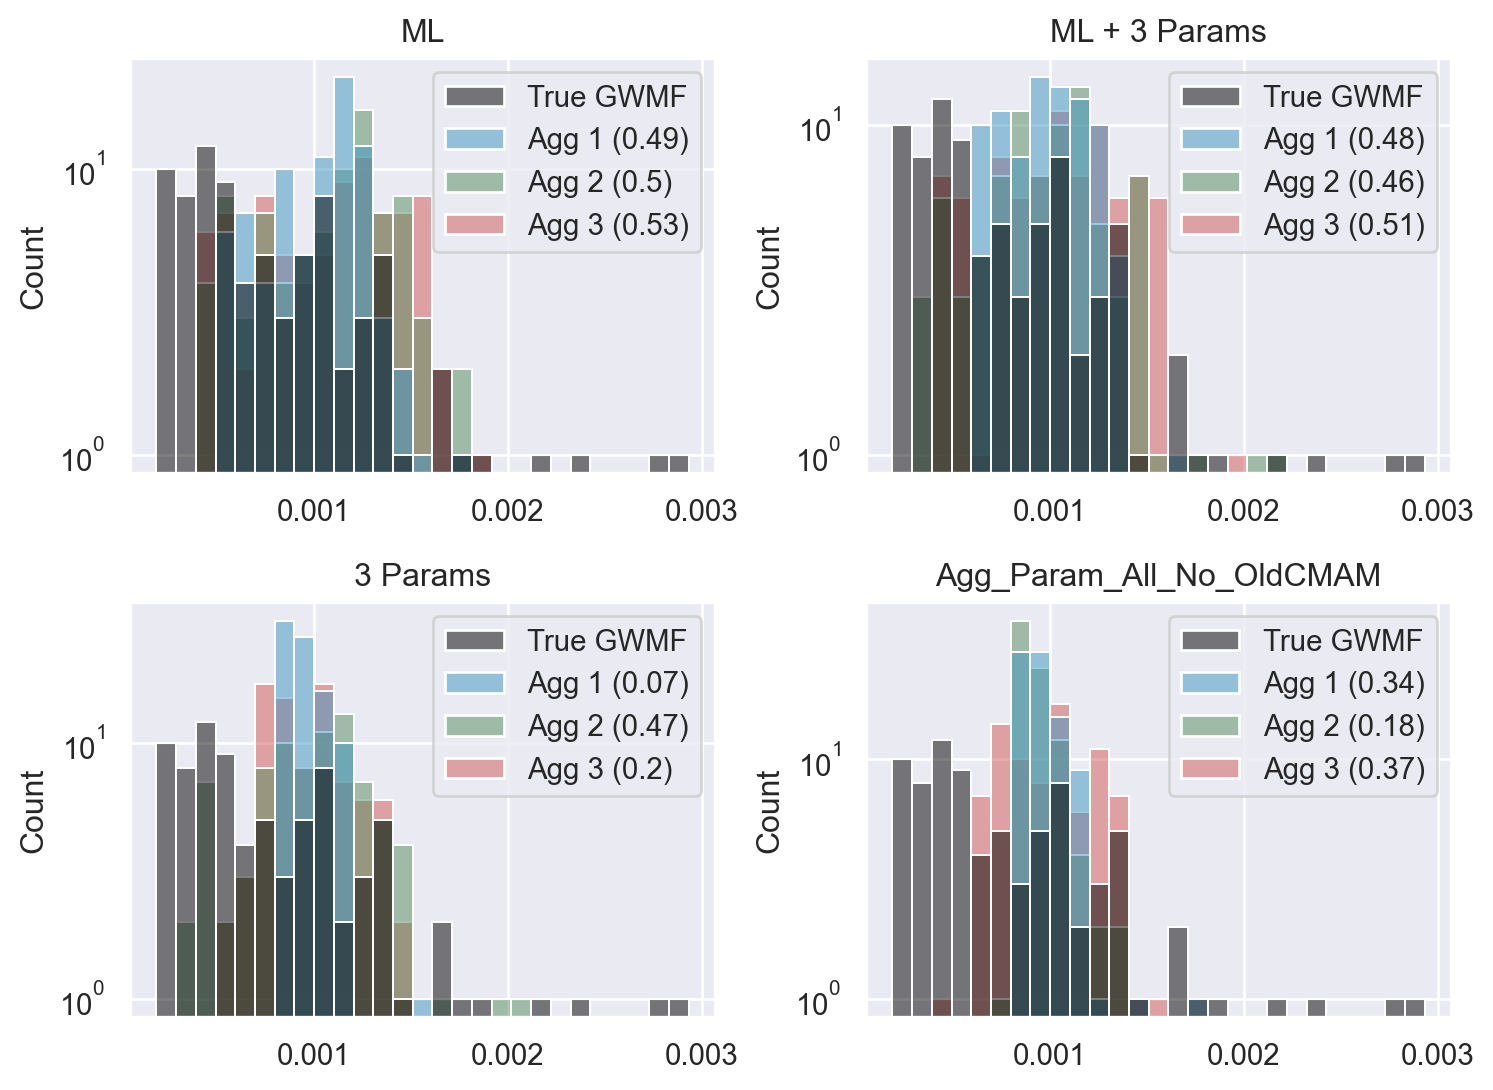 ML
Count
10^1
10^0
0.001 0.002 0.003
True GWMF
Agg 1 (0.49)
Agg 2 (0.5)
Agg 3 (0.53)
ML + 3 Params
Count
10^1
10^0
0.001 0.002 0.003
True GWMF
Agg 1 (0.48)
Agg 2 (0.46)
Agg 3 (0.51)
3 Params
Count
10^1
10^0
0.001 0.002 0.003
True GWMF
Agg 1 (0.07)
Agg 2 (0.47)
Agg 3 (0.2)
Agg_Param_All_No_OldCMAM
Count
10^1
10^0
0.001 0.002 0.003
True GWMF
Agg 1 (0.34)
Agg 2 (0.18)
Agg 3 (0.37)